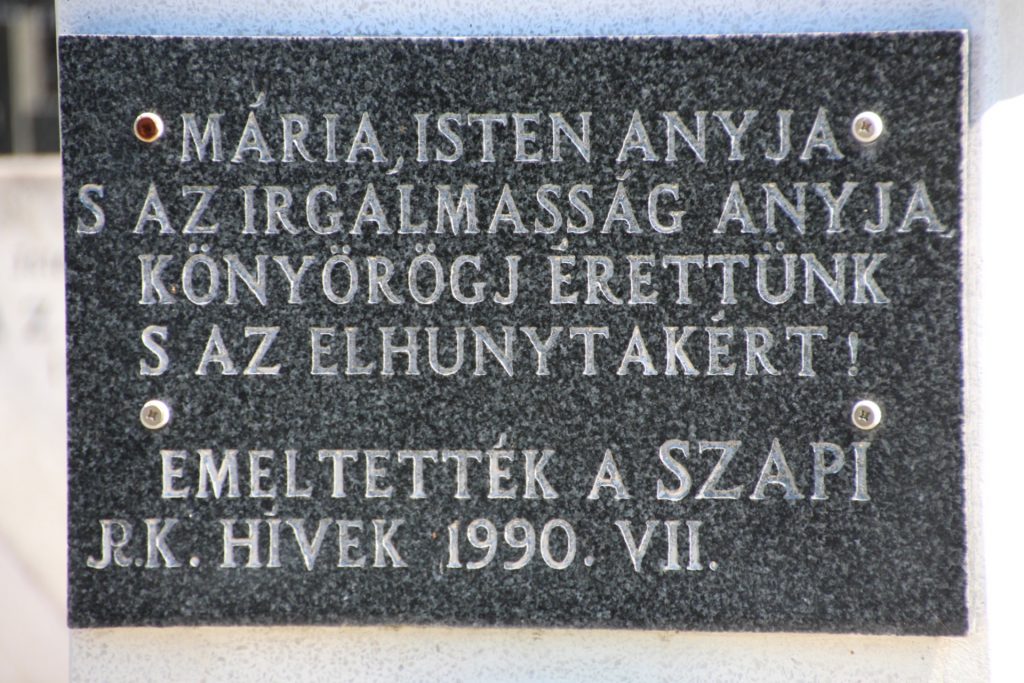 MÁRIA, ISTEN ANYJA
S AZ IRGALMASSÁG ANYJA,
KÖNYÖRÖGJ ÉRETTÜNK
S AZ ELHUNYTAKÉRT!
EMELTETTÉK A SZAPI
R.K. HÍVEK 1990. VII.